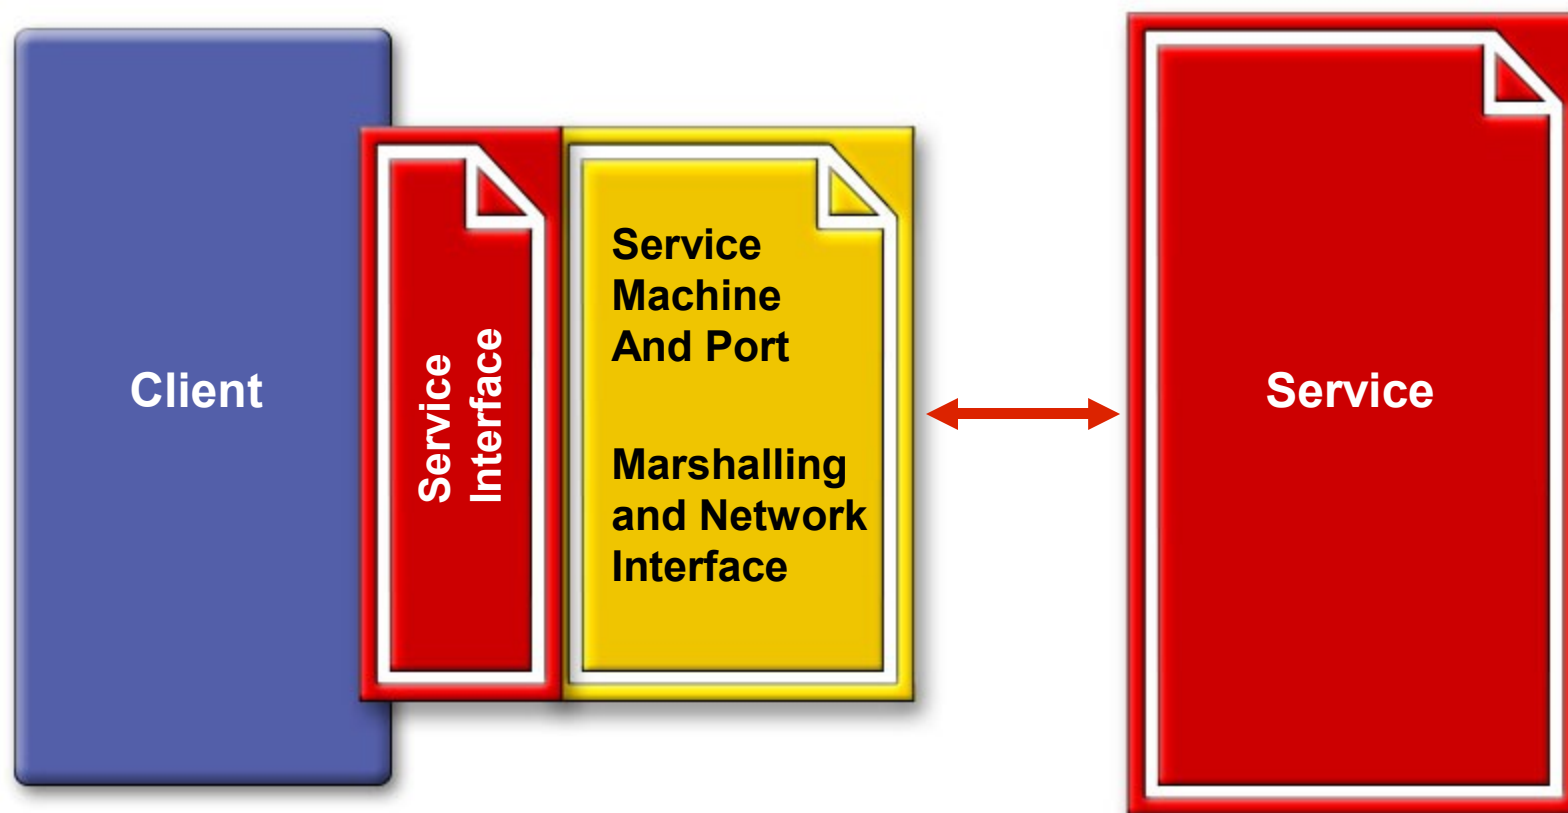 Client
Service
Interface
Service
Machine
And Port
Marshalling
and Network
Interface
Service